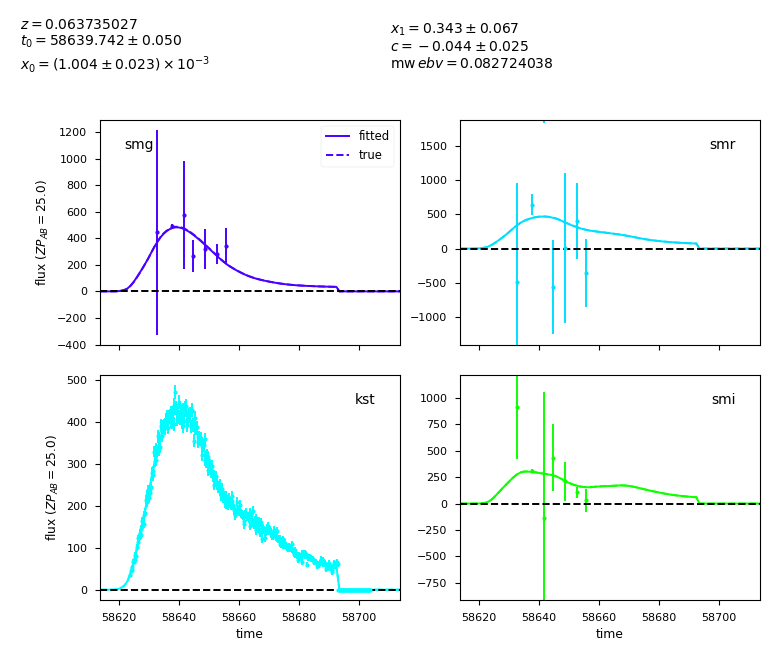 z = 0.063735027
t₀ = 58639.742 ± 0.050
x₀ = (1.004 ± 0.023) × 10⁻³
x₁ = 0.343 ± 0.067
c = −0.044 ± 0.025
mw ebv = 0.082724038
smg
fitted
true
1200
1000
800
600
400
200
0
−200
−400
flux (ZP_AB = 25.0)
smr
1500
1000
500
0
−500
−1000
kst
500
400
300
200
100
0
flux (ZP_AB = 25.0)
58620 58640 58660 58680 58700
time
smi
1000
750
500
250
0
−250
−500
−750
58620 58640 58660 58680 58700
time